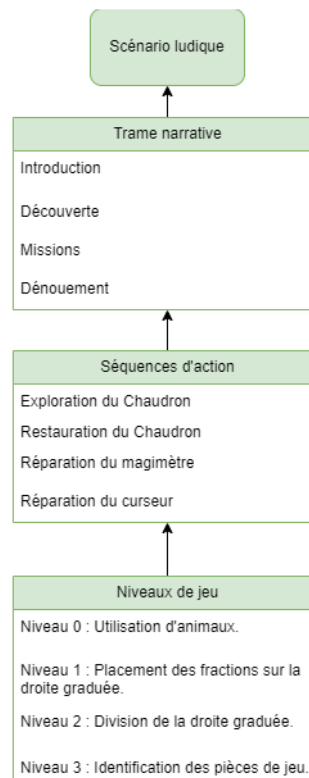 Scénario ludique
Trame narrative
Introduction
Découverte
Missions
Dénouement
Séquences d'action
Exploration du Chaudron
Restauration du Chaudron
Réparation du magimètre
Réparation du curseur
Niveaux de jeu
Niveau 0 : Utilisation d'animaux.
Niveau 1 : Placement des fractions sur la
droite graduée.
Niveau 2 : Division de la droite graduée.
Niveau 3 : Identification des pièces de jeu.